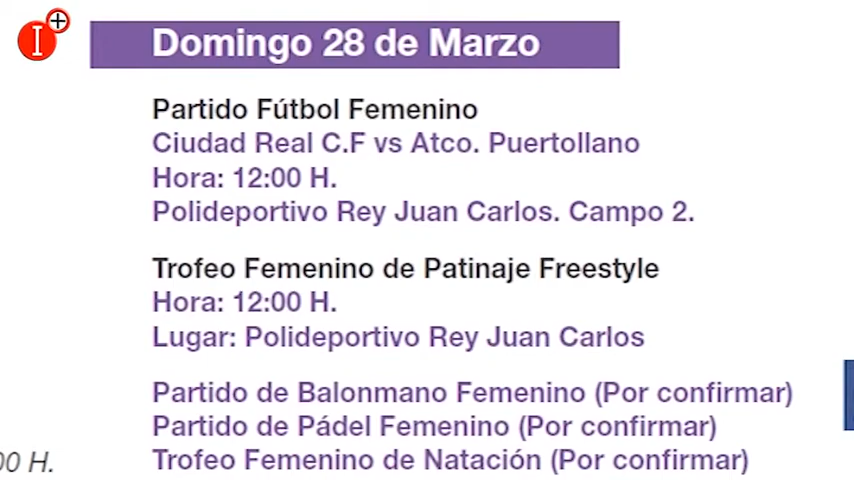 Domingo 28 de Marzo
Partido Fútbol Femenino
Ciudad Real C.F vs Atco. Puertollano
Hora: 12:00 H.
Polideportivo Rey Juan Carlos. Campo 2.
Trofeo Femenino de Patinaje Freestyle
Hora: 12:00 H.
Lugar: Polideportivo Rey Juan Carlos
Partido de Balonmano Femenino (Por confirmar)
Partido de Pádel Femenino (Por confirmar)
Trofeo Femenino de Natación (Por confirmar)
00 H.